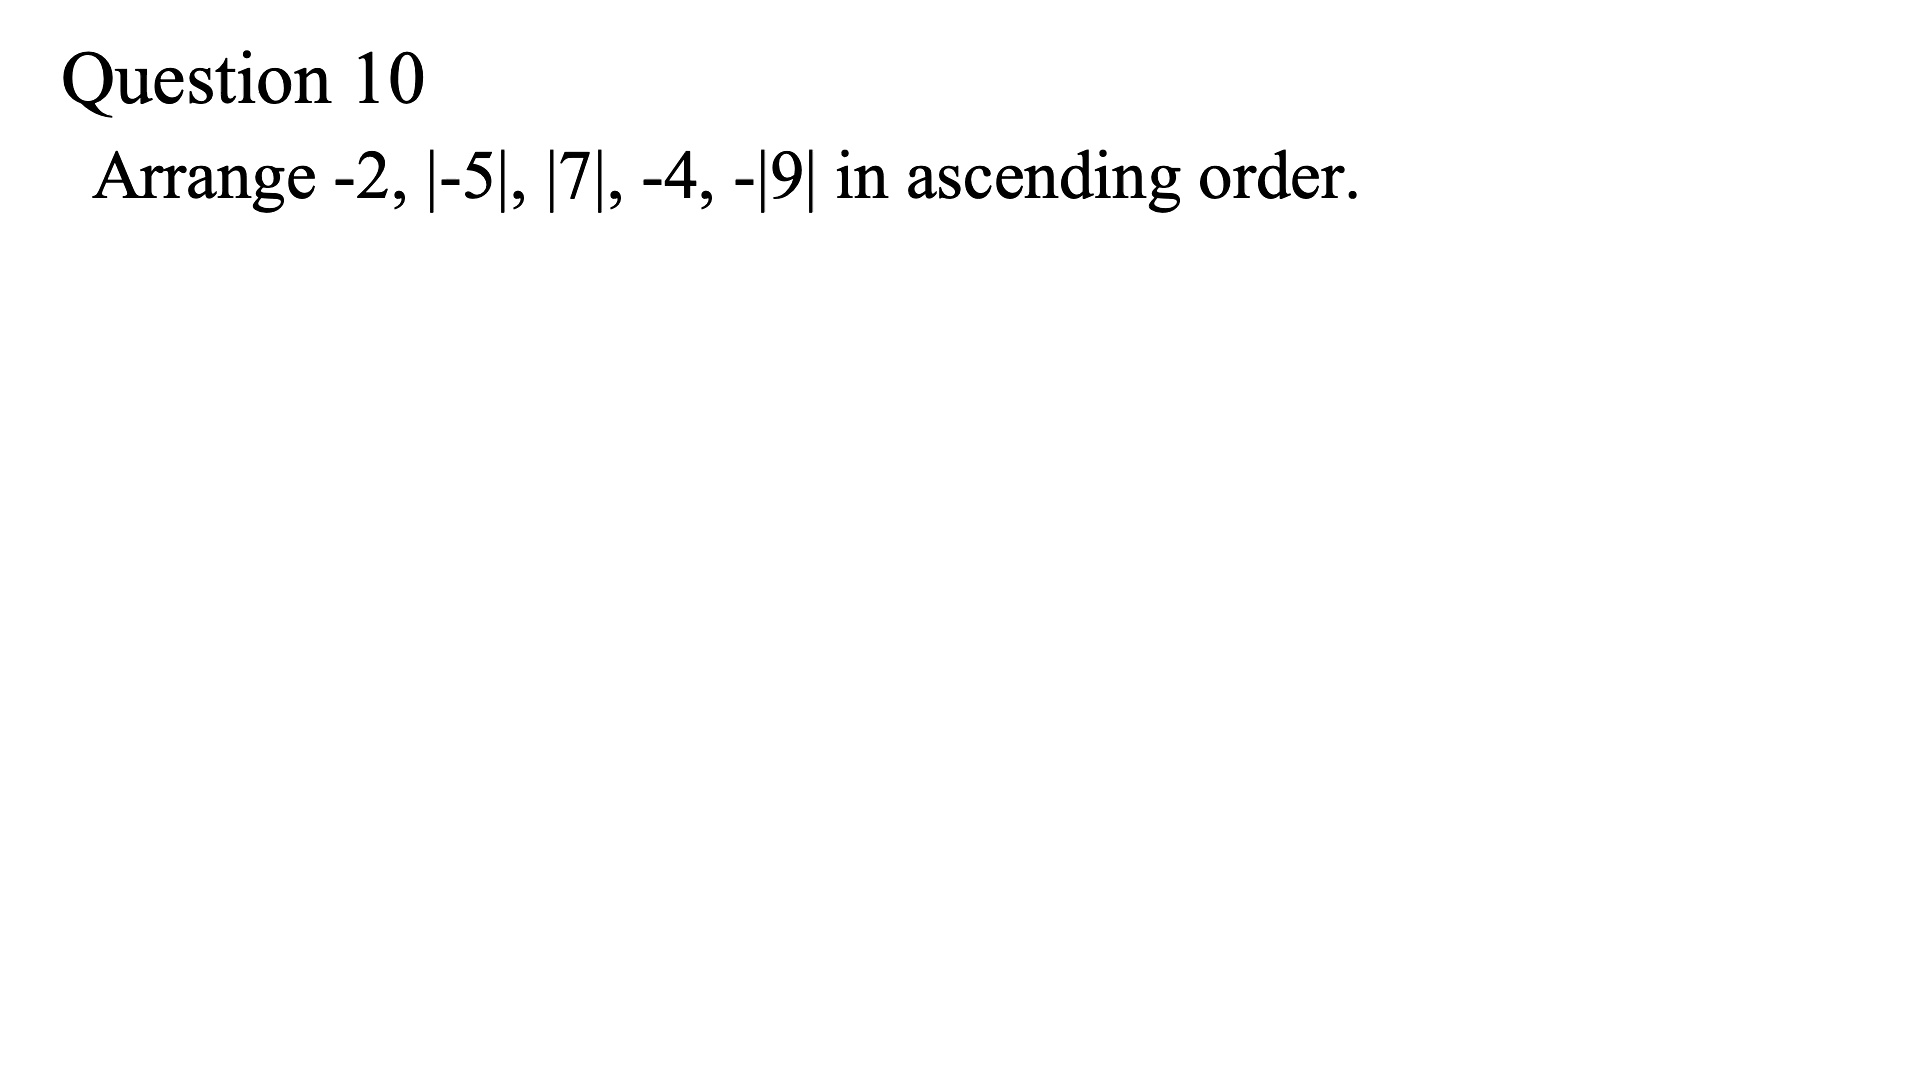 Question 10
Arrange -2, |-5|, |7|, -4, -|9| in ascending order.